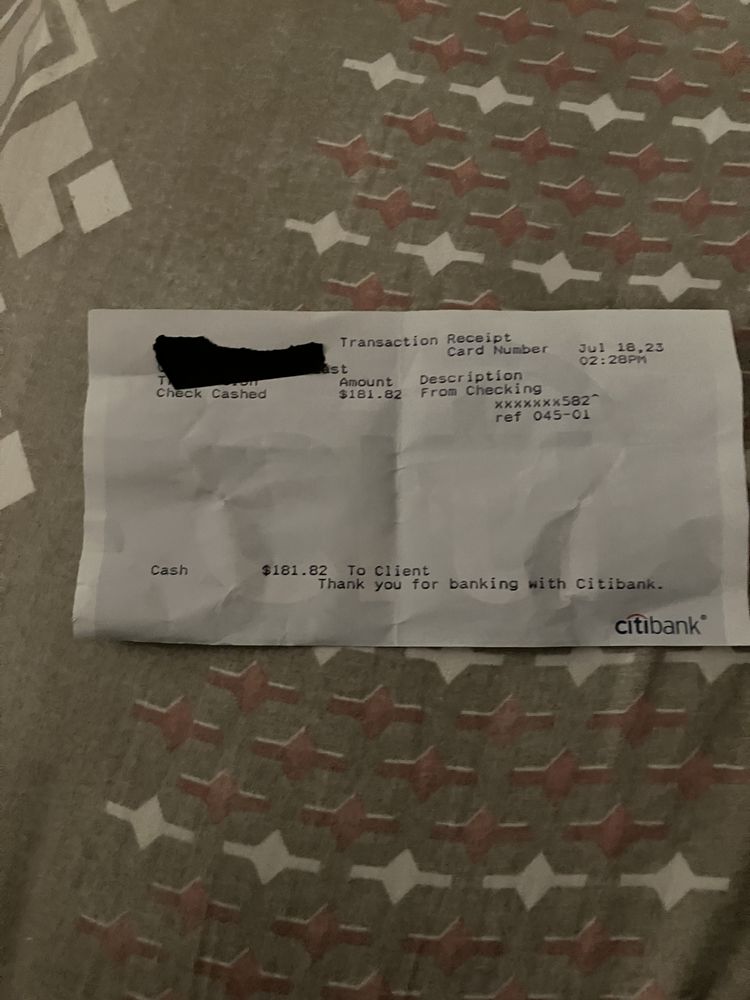 Transaction Receipt
Card Number Jul 18,23
02:28PM
Amount Description
Check Cashed $181.82 From Checking
xxxxxxx582^
ref 045-01
Cash $181.82 To Client
Thank you for banking with Citibank.
citibank®